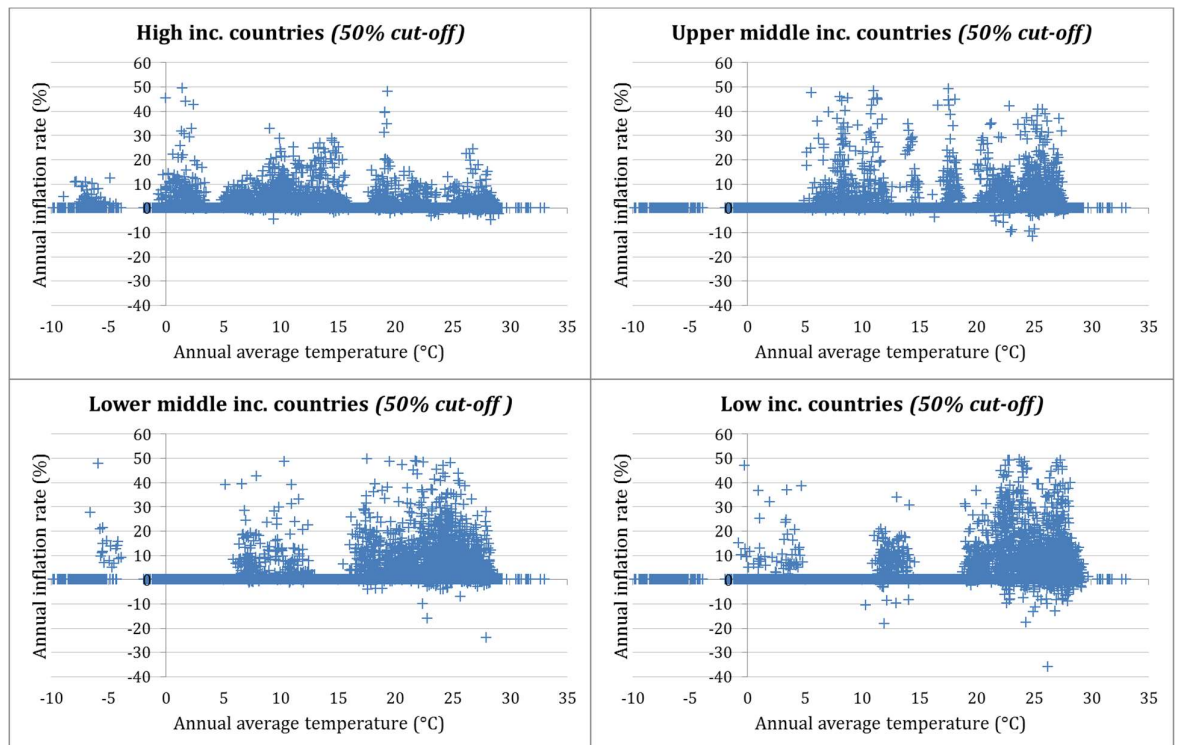 High inc. countries (50% cut-off)
Annual inflation rate (%)
60
50
40
30
20
10
0
-10
-20
-30
-40
-10 -5 0 5 10 15 20 25 30 35
Annual average temperature (°C)
Upper middle inc. countries (50% cut-off)
Annual inflation rate (%)
60
50
40
30
20
10
0
-10
-20
-30
-40
-10 -5 0 5 10 15 20 25 30 35
Annual average temperature (°C)
Lower middle inc. countries (50% cut-off )
Annual inflation rate (%)
60
50
40
30
20
10
0
-10
-20
-30
-40
-10 -5 0 5 10 15 20 25 30 35
Annual average temperature (°C)
Low inc. countries (50% cut-off)
Annual inflation rate (%)
60
50
40
30
20
10
0
-10
-20
-30
-40
-10 -5 0 5 10 15 20 25 30 35
Annual average temperature (°C)